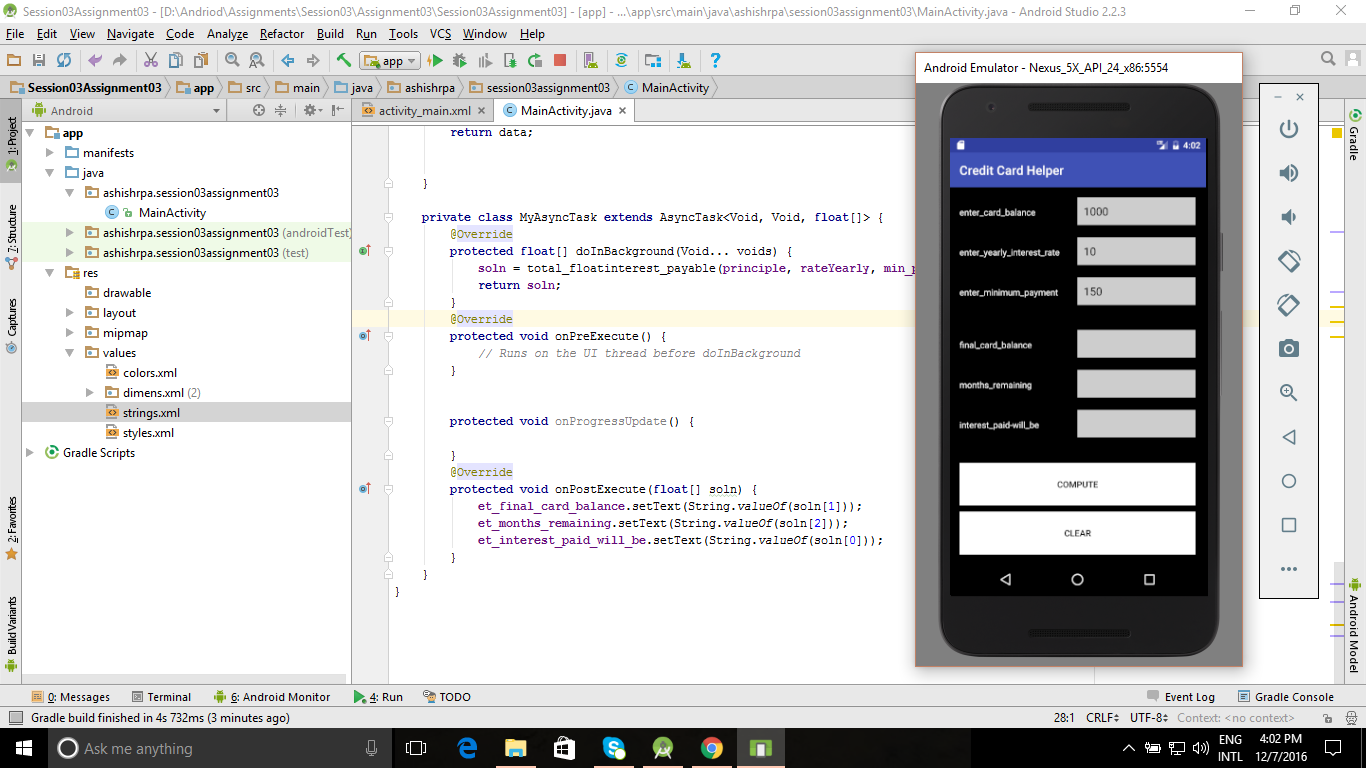 Session03Assignment03 - [D:\Andriod\Assignments\Session03\Assignment03\Session03Assignment03] - [app] - ...\app\src\main\java\ashishrpa\session03assignment03\MainActivity.java - Android Studio 2.2.3
File Edit View Navigate Code Analyze Refactor Build Run Tools VCS Window Help
app
Session03Assignment03 app src main java ashishrpa session03assignment03 MainActivity
Android
activity_main.xml MainActivity.java
1: Project
7: Structure
Captures
2: Favorites
Build Variants
app
manifests
java
ashishrpa.session03assignment03
MainActivity
ashishrpa.session03assignment03 (androidTest)
ashishrpa.session03assignment03 (test)
res
drawable
layout
mipmap
values
colors.xml
dimens.xml (2)
strings.xml
styles.xml
Gradle Scripts
return data;
}
private class MyAsyncTask extends AsyncTask<Void, Void, float[]> {
@Override
protected float[] doInBackground(Void... voids) {
soln = total_floatinterest_payable(principle, rateYearly, min_p
return soln;
}
@Override
protected void onPreExecute() {
// Runs on the UI thread before doInBackground
}
protected void onProgressUpdate() {
}
@Override
protected void onPostExecute(float[] soln) {
et_final_card_balance.setText(String.valueOf(soln[1]));
et_months_remaining.setText(String.valueOf(soln[2]));
et_interest_paid_will_be.setText(String.valueOf(soln[0]));
}
}
}
Android Emulator - Nexus_5X_API_24_x86:5554
4:02
Credit Card Helper
enter_card_balance 1000
enter_yearly_interest_rate 10
enter_minimum_payment 150
final_card_balance
months_remaining
interest_paid-will_be
COMPUTE
CLEAR
Gradle
Android Model
0: Messages Terminal 6: Android Monitor 4: Run TODO Event Log Gradle Console
Gradle build finished in 4s 732ms (3 minutes ago) 28:1 CRLF UTF-8 Context: <no context>
Ask me anything
ENG
INTL
4:02 PM
12/7/2016